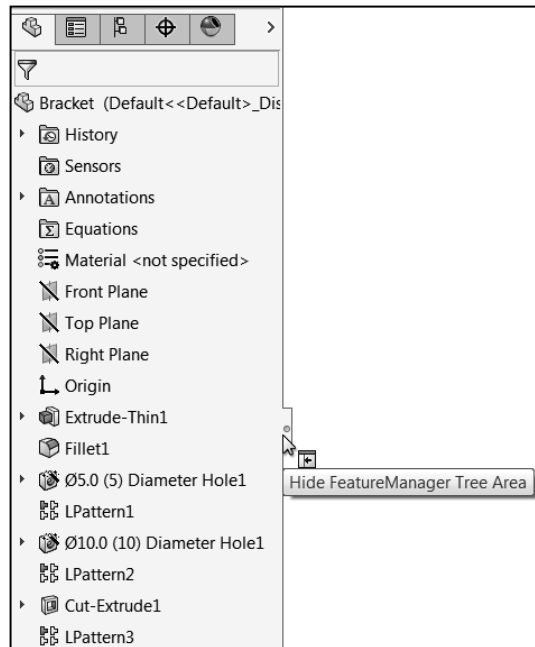 Bracket (Default<<Default>_Dis
History
Sensors
Annotations
Equations
Material <not specified>
Front Plane
Top Plane
Right Plane
Origin
Extrude-Thin1
Fillet1
Ø5.0 (5) Diameter Hole1
Hide FeatureManager Tree Area
LPattern1
Ø10.0 (10) Diameter Hole1
LPattern2
Cut-Extrude1
LPattern3